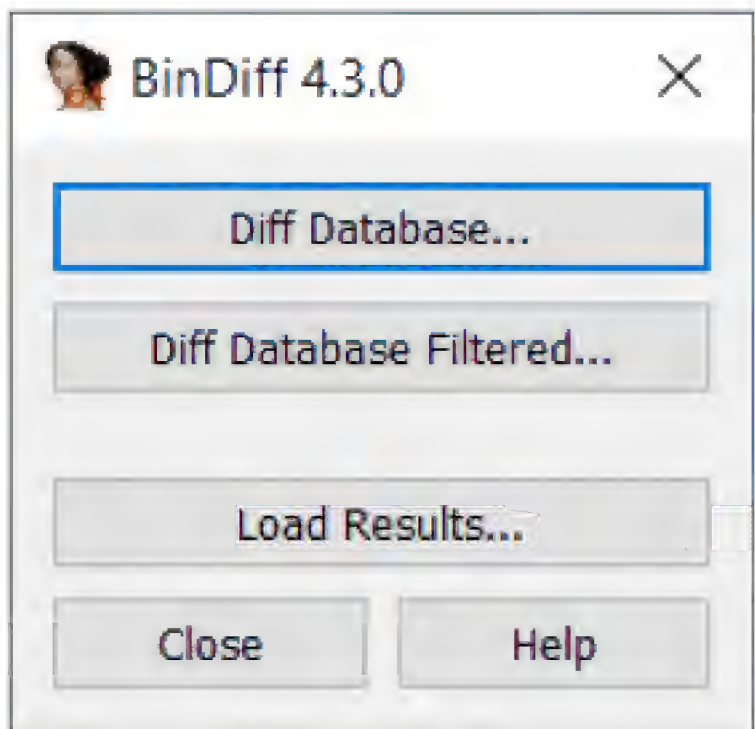 BinDiff 4.3.0
Diff Database...
Diff Database Filtered...
Load Results...
Close
Help